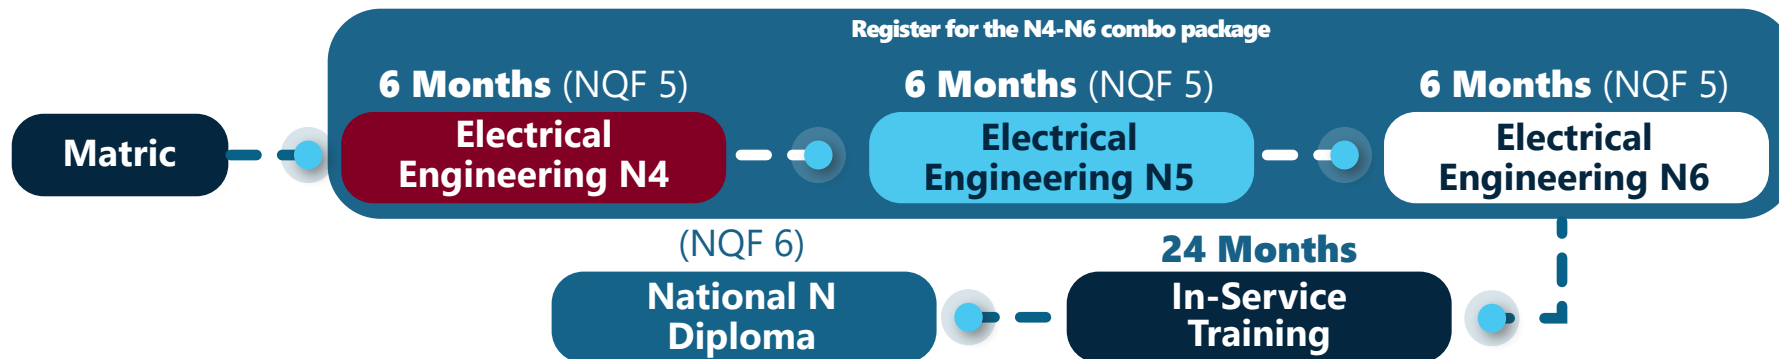 Register for the N4-N6 combo package
6 Months (NQF 5)
6 Months (NQF 5)
6 Months (NQF 5)
Matric
Electrical
Engineering N4
Electrical
Engineering N5
Electrical
Engineering N6
(NQF 6)
24 Months
National N
Diploma
In-Service
Training